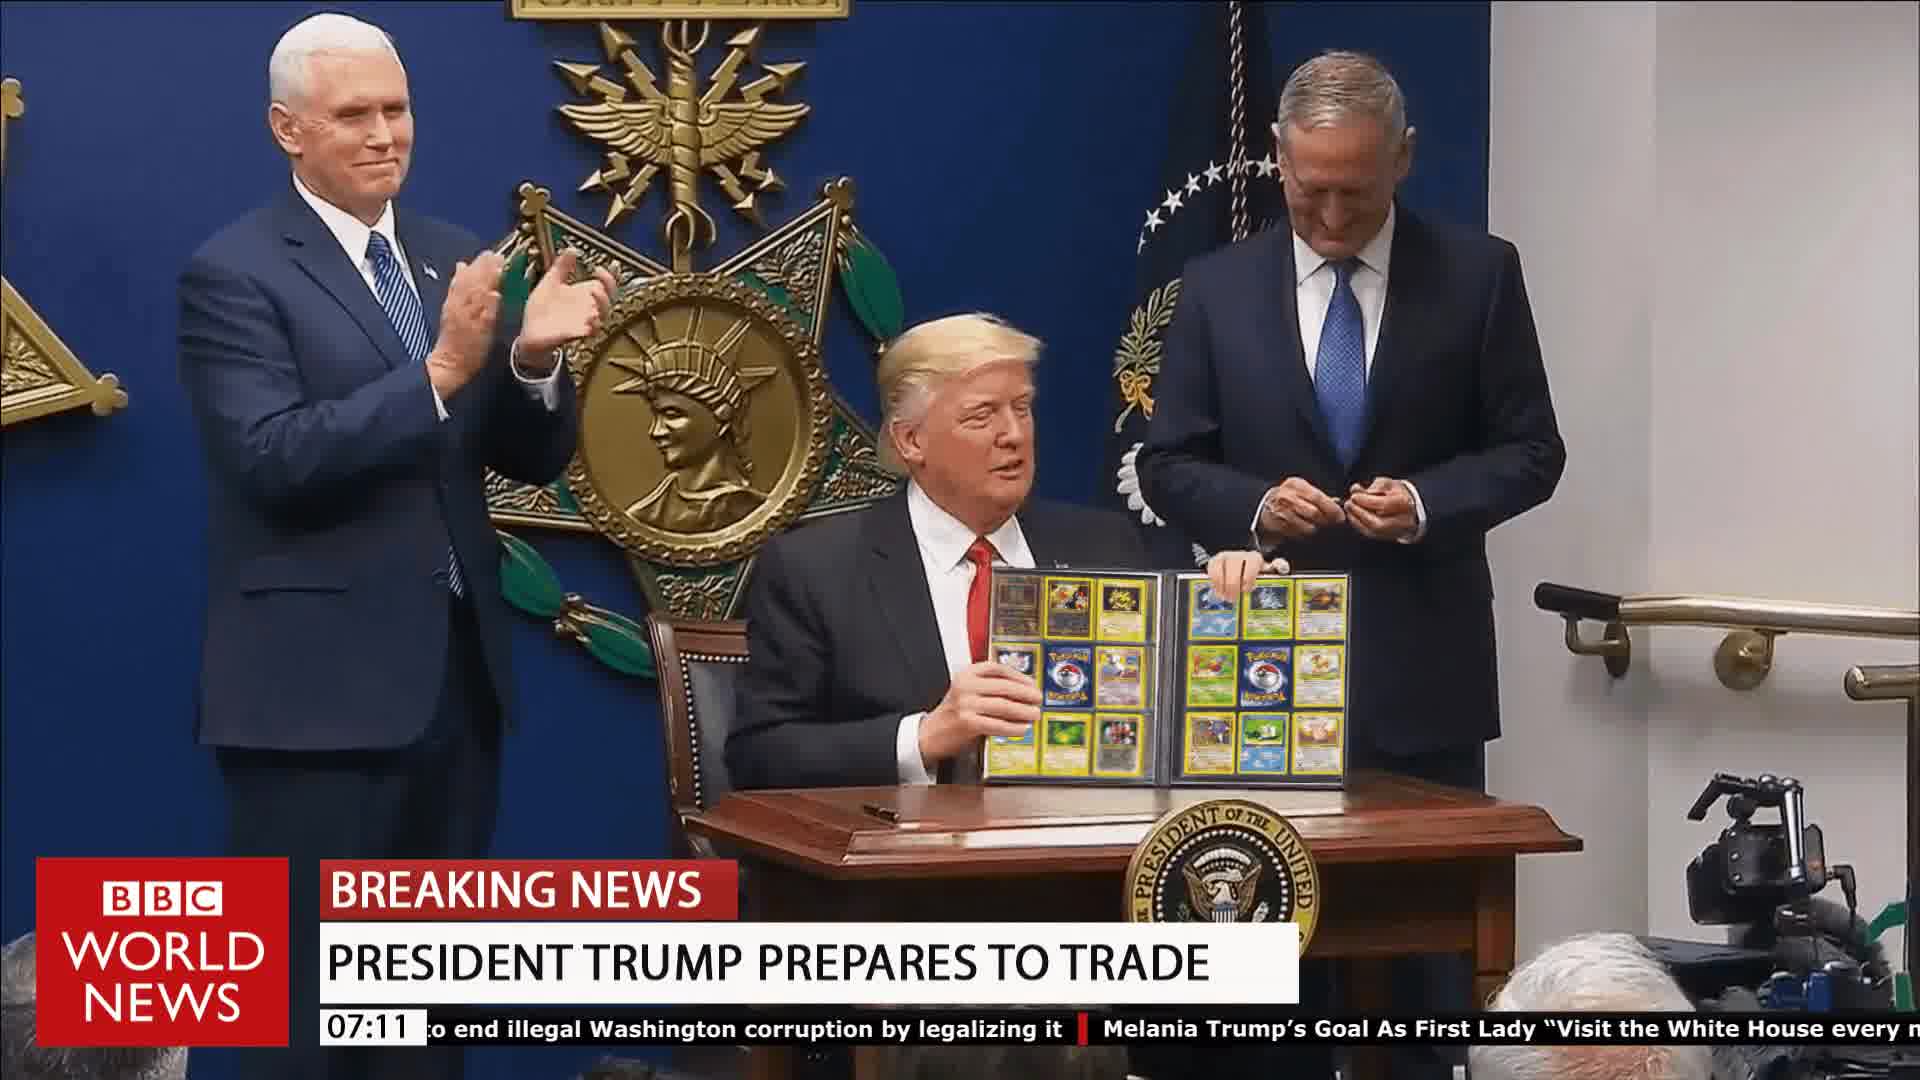 PRESIDENT OF THE UNITED
BBC
WORLD
NEWS
BREAKING NEWS
PRESIDENT TRUMP PREPARES TO TRADE
07:11
to end illegal Washington corruption by legalizing it
Melania Trump’s Goal As First Lady “Visit the White House every